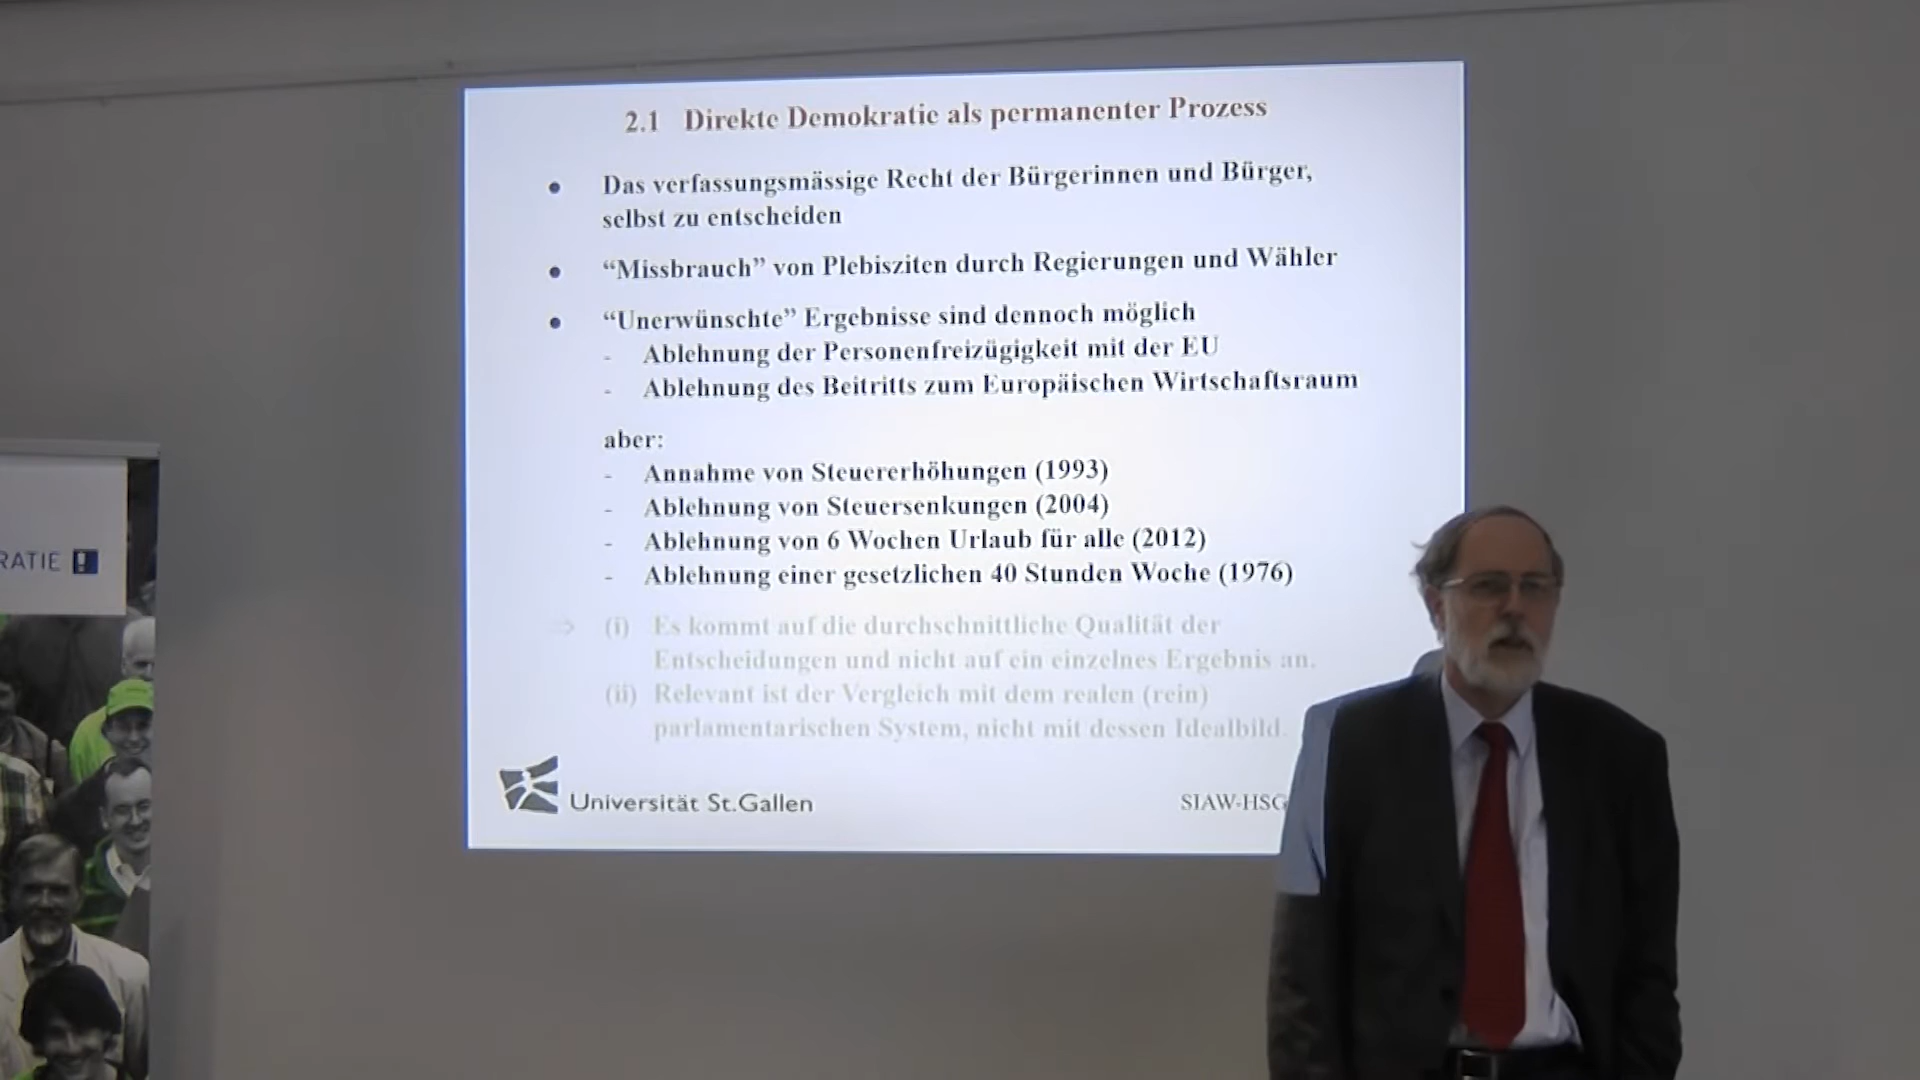 2.1 Direkte Demokratie als permanenter Prozess
• Das verfassungsmässige Recht der Bürgerinnen und Bürger,
selbst zu entscheiden
• “Missbrauch” von Plebisziten durch Regierungen und Wähler
• “Unerwünschte” Ergebnisse sind dennoch möglich
- Ablehnung der Personenfreizügigkeit mit der EU
- Ablehnung des Beitritts zum Europäischen Wirtschaftsraum
aber:
- Annahme von Steuererhöhungen (1993)
- Ablehnung von Steuersenkungen (2004)
- Ablehnung von 6 Wochen Urlaub für alle (2012)
- Ablehnung einer gesetzlichen 40 Stunden Woche (1976)
⇒ (i) Es kommt auf die durchschnittliche Qualität der
Entscheidungen und nicht auf ein einzelnes Ergebnis an.
(ii) Relevant ist der Vergleich mit dem realen (rein)
parlamentarischen System, nicht mit dessen Idealbild.
Universität St.Gallen
SIAW-HSG
RATIE !